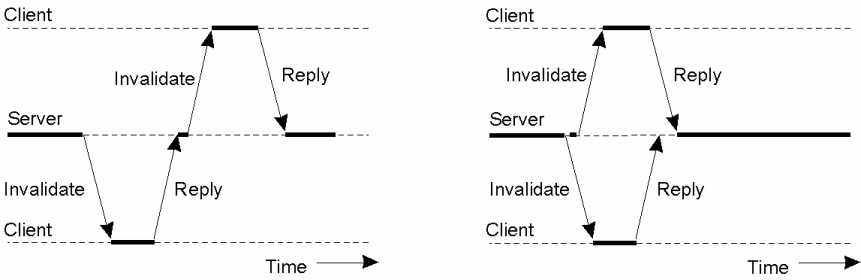 Client
Invalidate
Reply
Server
Invalidate
Reply
Client
Time
Client
Invalidate
Reply
Server
Invalidate
Reply
Client
Time